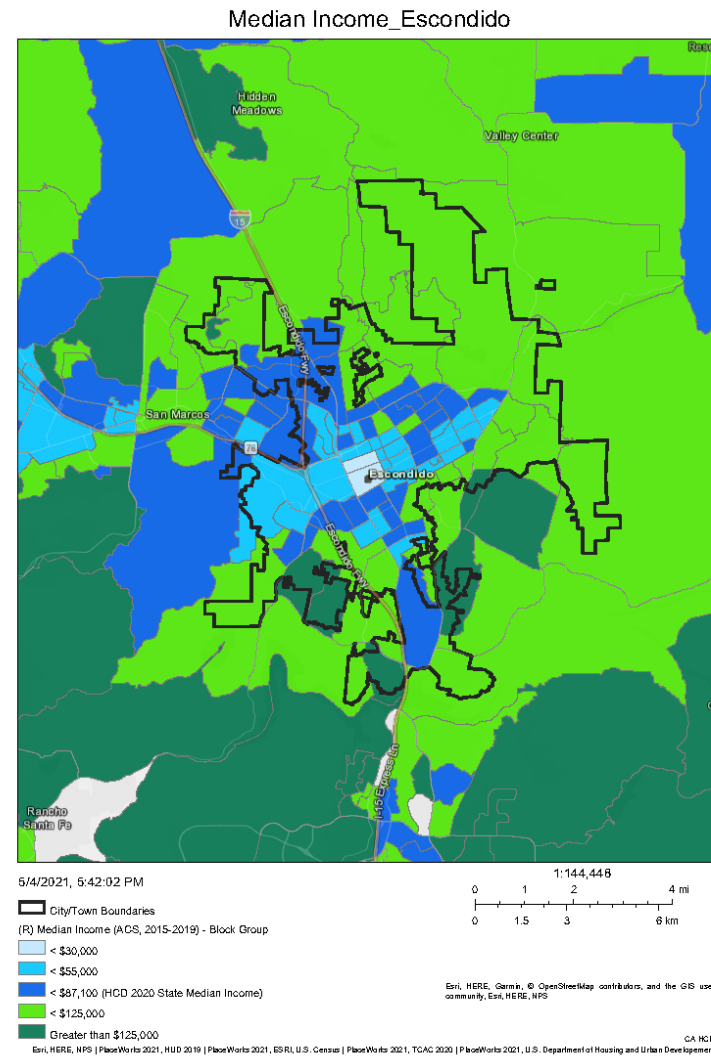 Median Income_Escondido
Hidden
Meadows
Valley Center
15
Escondido Fwy
San Marcos
78
Escondido
Escondido Fwy
I-15 Express Ln
Rancho
Santa Fe
5/4/2021, 5:42:02 PM
1:144,448
0 1 2 4 mi
0 1.5 3 6 km
City/Town Boundaries
(R) Median Income (ACS, 2015-2019) - Block Group
< $30,000
< $55,000
< $87,100 (HCD 2020 State Median Income)
< $125,000
Greater than $125,000
Esri, HERE, Garmin, © OpenStreetMap contributors, and the GIS use
community, Esri, HERE, NPS
CA HC
Esri, HERE, NPS | PlaceWorks 2021, HUD 2019 | PlaceWorks 2021, ESRI, U.S. Census | PlaceWorks 2021, TCAC 2020 | PlaceWorks 2021, U.S. Department of Housing and Urban Developme